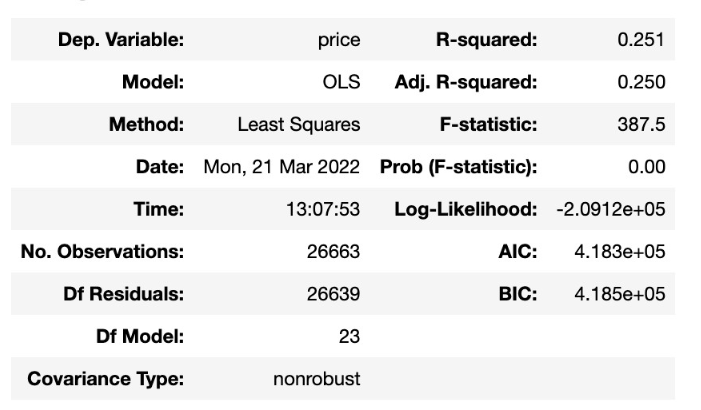 Dep. Variable: price R-squared: 0.251
Model: OLS Adj. R-squared: 0.250
Method: Least Squares F-statistic: 387.5
Date: Mon, 21 Mar 2022 Prob (F-statistic): 0.00
Time: 13:07:53 Log-Likelihood: -2.0912e+05
No. Observations: 26663 AIC: 4.183e+05
Df Residuals: 26639 BIC: 4.185e+05
Df Model: 23
Covariance Type: nonrobust